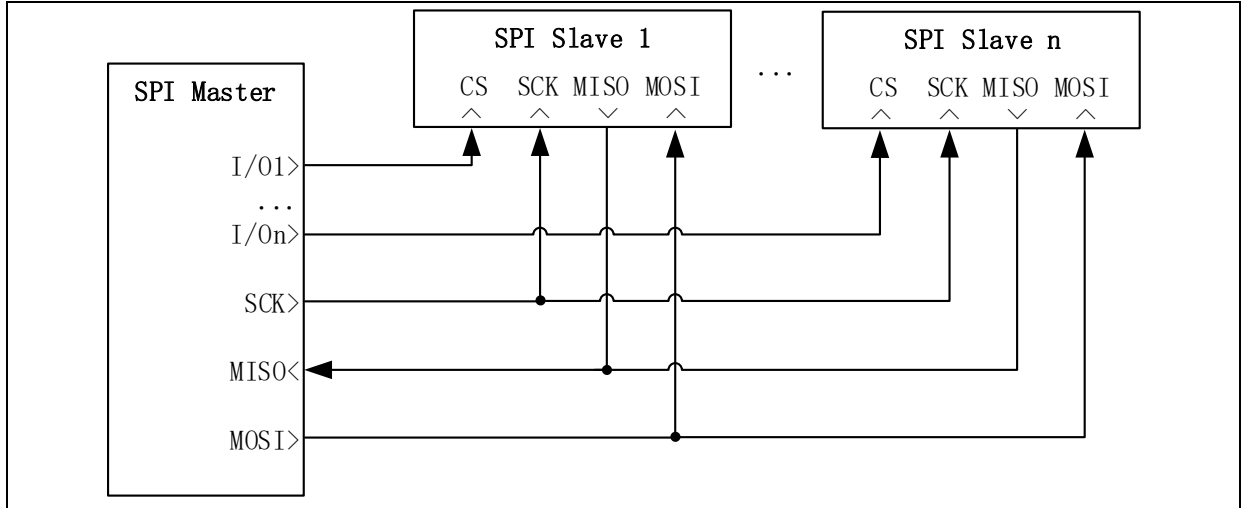 SPI Slave 1
CS SCK MISO MOSI
...
SPI Slave n
CS SCK MISO MOSI
SPI Master
I/O1>
...
I/On>
SCK>
MISO<
MOSI>